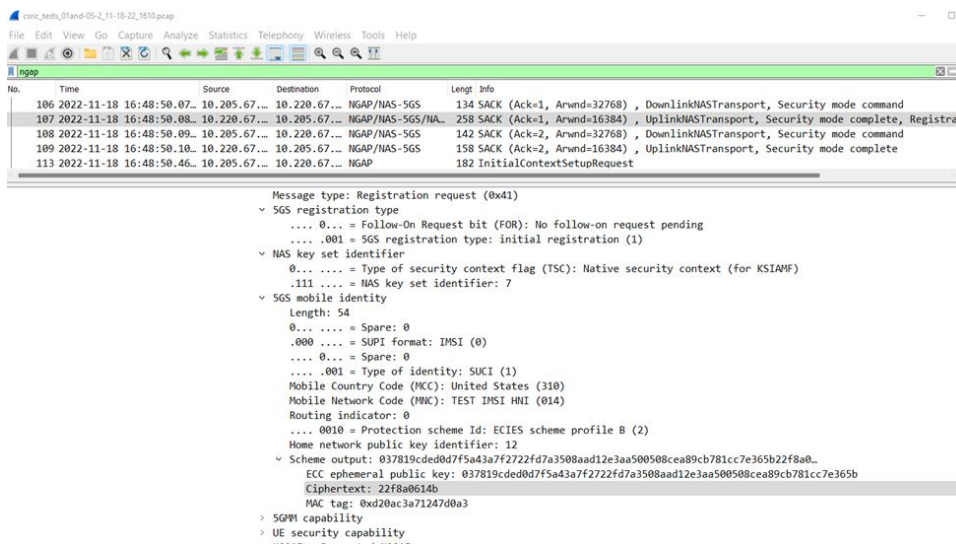 csric_tests_01and-05-2_11-18-22_1610.pcap
File Edit View Go Capture Analyze Statistics Telephony Wireless Tools Help
ngap
No. Time Source Destination Protocol Lengt Info
106 2022-11-18 16:48:50.07… 10.205.67.… 10.220.67.… NGAP/NAS-5GS 134 SACK (Ack=1, Arwnd=32768) , DownlinkNASTransport, Security mode command
107 2022-11-18 16:48:50.08… 10.220.67.… 10.205.67.… NGAP/NAS-5GS/NA… 258 SACK (Ack=1, Arwnd=16384) , UplinkNASTransport, Security mode complete, Registra
108 2022-11-18 16:48:50.09… 10.205.67.… 10.220.67.… NGAP/NAS-5GS 142 SACK (Ack=2, Arwnd=32768) , DownlinkNASTransport, Security mode command
109 2022-11-18 16:48:50.10… 10.220.67.… 10.205.67.… NGAP/NAS-5GS 158 SACK (Ack=2, Arwnd=16384) , UplinkNASTransport, Security mode complete
113 2022-11-18 16:48:50.46… 10.205.67.… 10.220.67.… NGAP 182 InitialContextSetupRequest
Message type: Registration request (0x41)
5GS registration type
.... 0... = Follow-On Request bit (FOR): No follow-on request pending
.... .001 = 5GS registration type: initial registration (1)
NAS key set identifier
0... .... = Type of security context flag (TSC): Native security context (for KSIAMF)
.111 .... = NAS key set identifier: 7
5GS mobile identity
Length: 54
0... .... = Spare: 0
.000 .... = SUPI format: IMSI (0)
.... 0... = Spare: 0
.... .001 = Type of identity: SUCI (1)
Mobile Country Code (MCC): United States (310)
Mobile Network Code (MNC): TEST IMSI HNI (014)
Routing indicator: 0
.... 0010 = Protection scheme Id: ECIES scheme profile B (2)
Home network public key identifier: 12
Scheme output: 037819cded0d7f5a43a7f2722fd7a3508aad12e3aa500508cea89cb781cc7e365b22f8a0…
ECC ephemeral public key: 037819cded0d7f5a43a7f2722fd7a3508aad12e3aa500508cea89cb781cc7e365b
Ciphertext: 22f8a0614b
MAC tag: 0xd20ac3a71247d0a3
5GMM capability
UE security capability